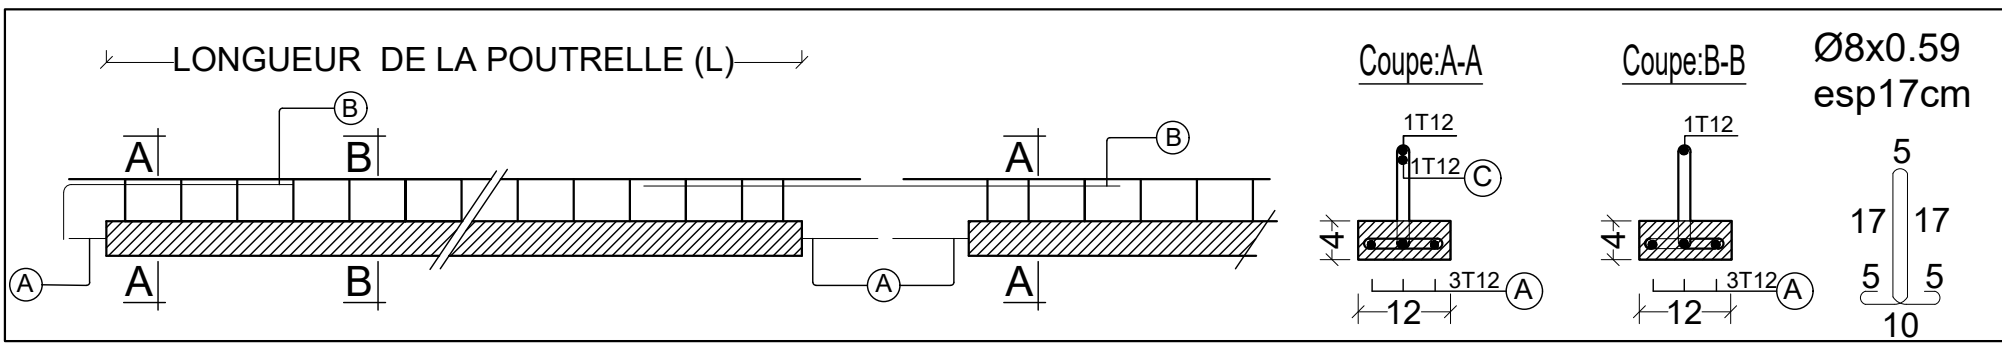 LONGUEUR DE LA POUTRELLE (L)
Coupe:A-A
Coupe:B-B
Ø8x0.59
esp17cm
B
B
A
B
A
1T12
1T12
C
1T12
5
17
17
4
4
5
5
A
A
B
A
A
3T12
A
3T12
A
12
12
10